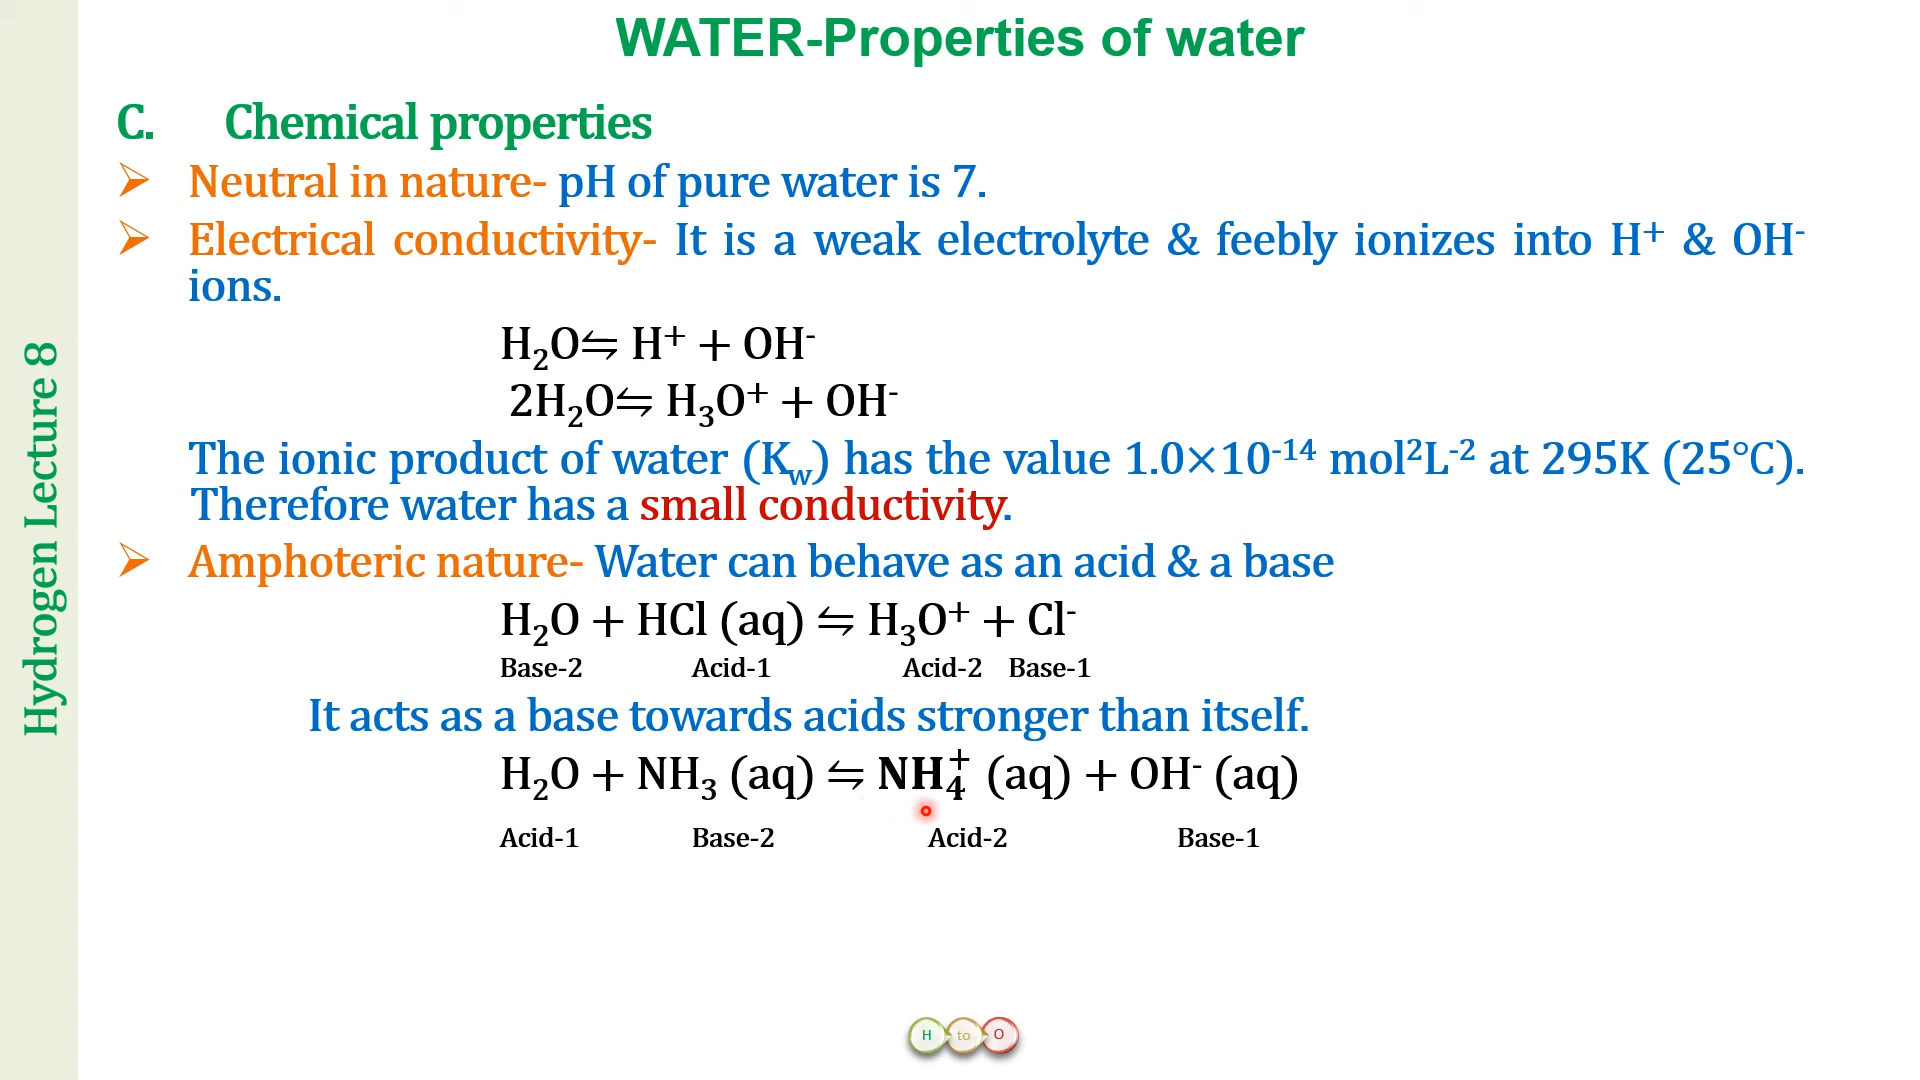 WATER-Properties of water
C. Chemical properties
➢ Neutral in nature- pH of pure water is 7.
➢ Electrical conductivity- It is a weak electrolyte & feebly ionizes into H⁺ & OH⁻
ions.
H₂O⇋ H⁺ + OH⁻
2H₂O⇋ H₃O⁺ + OH⁻
The ionic product of water (K_w) has the value 1.0×10⁻¹⁴ mol²L⁻² at 295K (25°C).
Therefore water has a small conductivity.
➢ Amphoteric nature- Water can behave as an acid & a base
H₂O + HCl (aq) ⇋ H₃O⁺ + Cl⁻
Base-2 Acid-1 Acid-2 Base-1
It acts as a base towards acids stronger than itself.
H₂O + NH₃ (aq) ⇋ NH₄⁺ (aq) + OH⁻ (aq)
Acid-1 Base-2 Acid-2 Base-1
Hydrogen Lecture 8
H to O